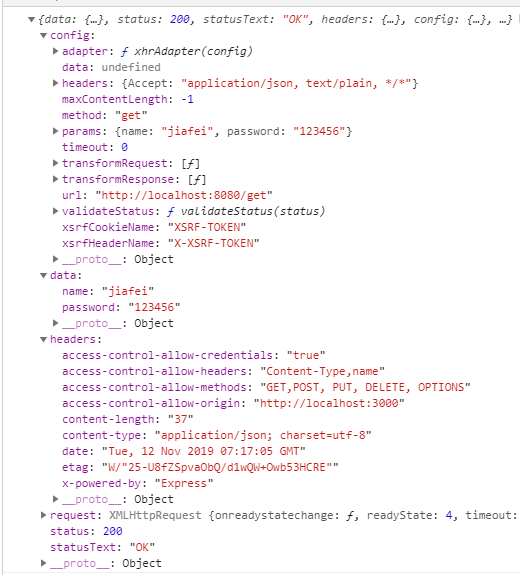 {data: {…}, status: 200, statusText: "OK", headers: {…}, config: {…}, …}
config:
adapter: ƒ xhrAdapter(config)
data: undefined
headers: {Accept: "application/json, text/plain, */*"}
maxContentLength: -1
method: "get"
params: {name: "jiafei", password: "123456"}
timeout: 0
transformRequest: [ƒ]
transformResponse: [ƒ]
url: "http://localhost:8080/get"
validateStatus: ƒ validateStatus(status)
xsrfCookieName: "XSRF-TOKEN"
xsrfHeaderName: "X-XSRF-TOKEN"
__proto__: Object
data:
name: "jiafei"
password: "123456"
__proto__: Object
headers:
access-control-allow-credentials: "true"
access-control-allow-headers: "Content-Type,name"
access-control-allow-methods: "GET,POST, PUT, DELETE, OPTIONS"
access-control-allow-origin: "http://localhost:3000"
content-length: "37"
content-type: "application/json; charset=utf-8"
date: "Tue, 12 Nov 2019 07:17:05 GMT"
etag: "W/"25-U8fZSpvaObQ/d1wQW+Owb53HCRE""
x-powered-by: "Express"
__proto__: Object
request: XMLHttpRequest {onreadystatechange: ƒ, readyState: 4, timeout:
status: 200
statusText: "OK"
__proto__: Object